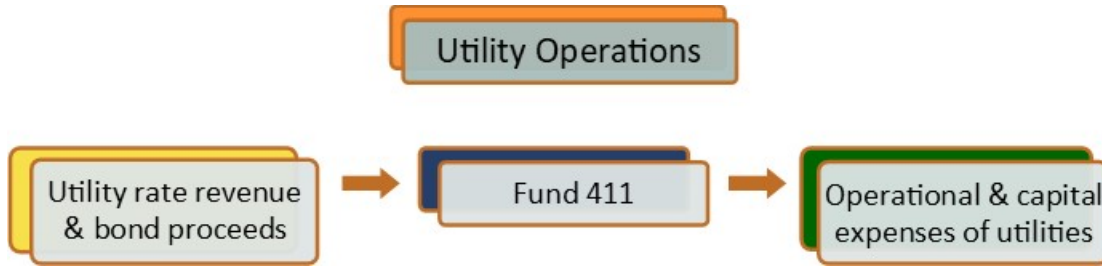 Utility Operations
Utility rate revenue
& bond proceeds
Fund 411
Operational & capital
expenses of utilities